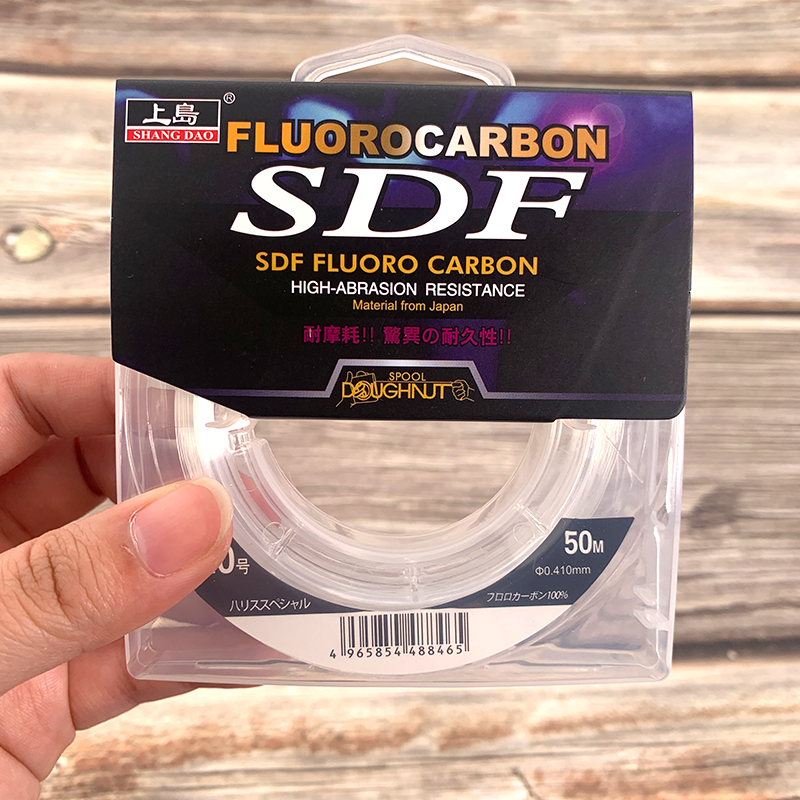 上島
®
SHANG DAO
FLUOROCARBON
SDF
SDF FLUORO CARBON
HIGH-ABRASION RESISTANCE
Material from Japan
耐摩耗!! 驚異の耐久性!!
SPOOL
DOUGHNUT
0号
50M
Φ0.410mm
ハリススペシャル
フロロカーボン100%
4 965854 488465